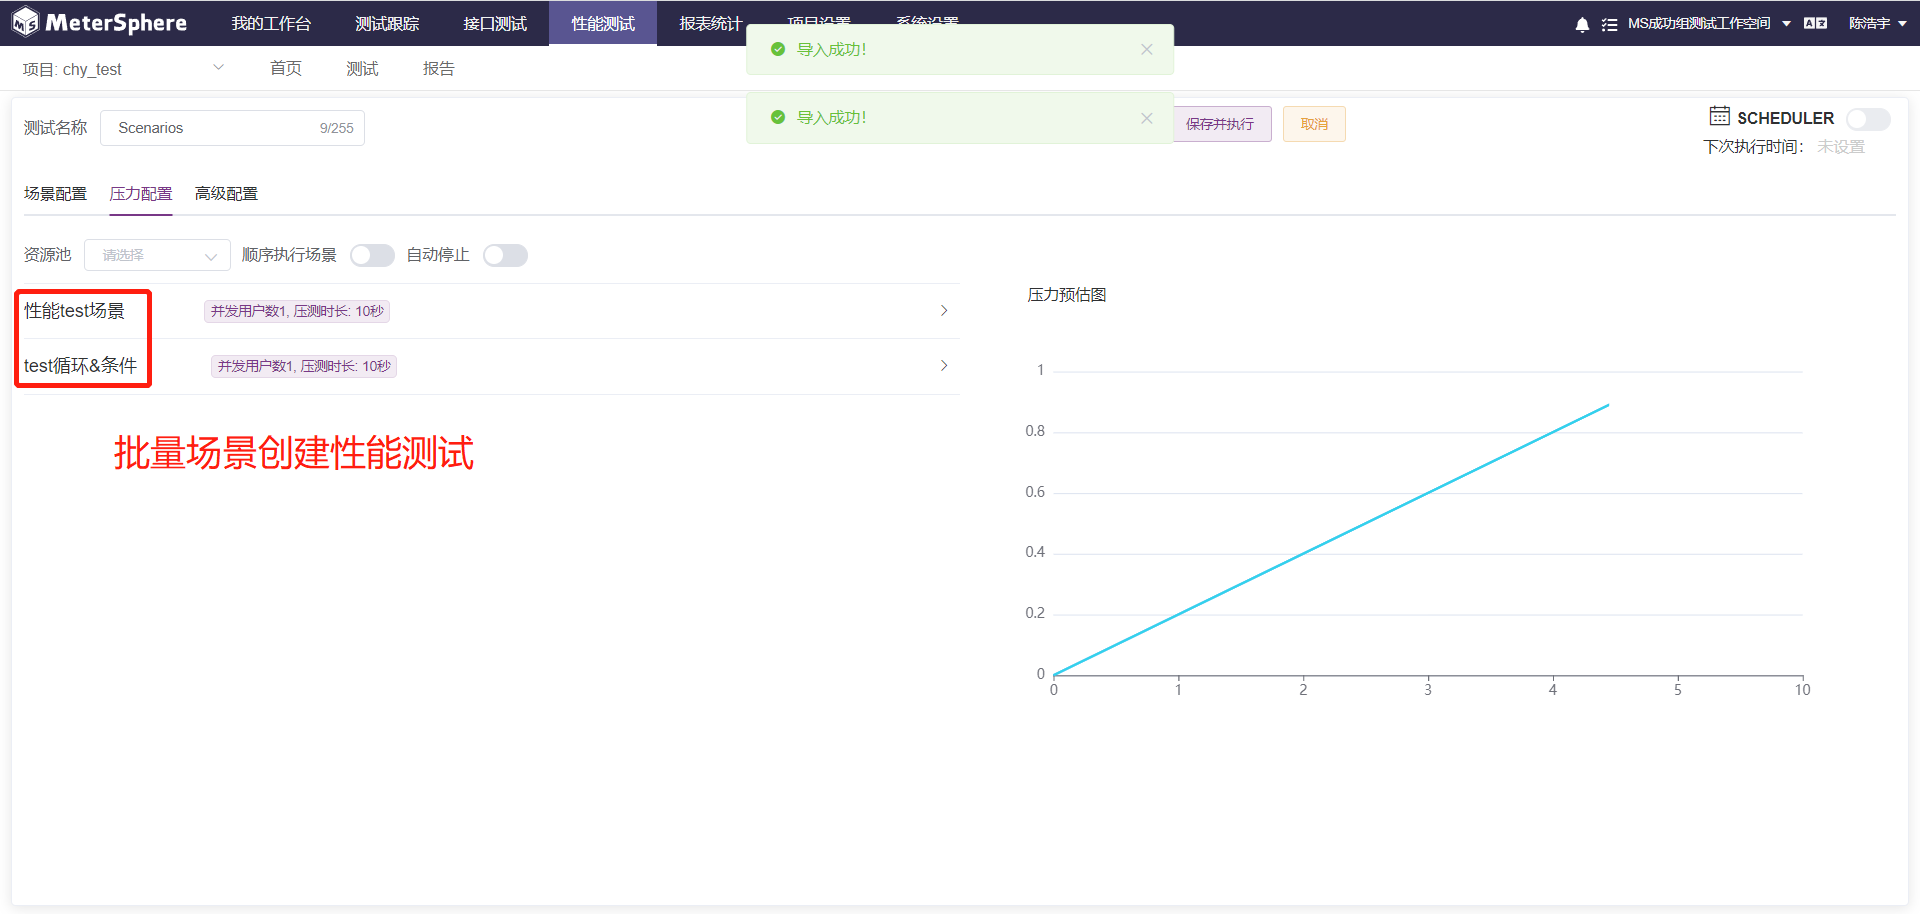 MeterSphere
我的工作台
测试跟踪
接口测试
性能测试
报表统计
项目设置
系统设置
MS成功组测试工作空间
陈浩宇
项目: chy_test
首页
测试
报告
导入成功!
导入成功!
测试名称
Scenarios
9/255
保存并执行
取消
SCHEDULER
下次执行时间:
未设置
场景配置
压力配置
高级配置
资源池
请选择
顺序执行场景
自动停止
性能test场景
并发用户数1, 压测时长: 10秒
test循环&条件
并发用户数1, 压测时长: 10秒
批量场景创建性能测试
压力预估图
1
0.8
0.6
0.4
0.2
0
0 1 2 3 4 5 10